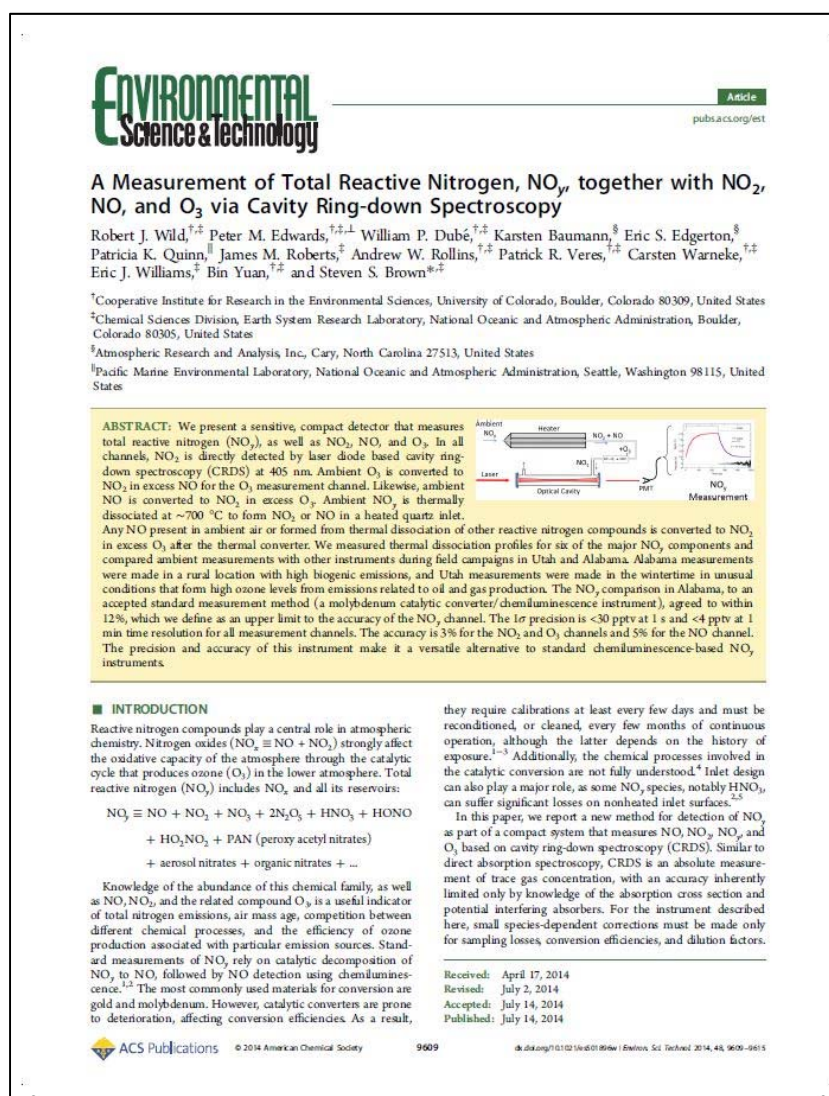 ENVIRONMENTAL
Science & Technology
Article
pubs.acs.org/est
A Measurement of Total Reactive Nitrogen, NOy, together with NO2,
NO, and O3 via Cavity Ring-down Spectroscopy
Robert J. Wild,†,‡ Peter M. Edwards,†,‡,⊥ William P. Dubé,†,‡ Karsten Baumann,§ Eric S. Edgerton,§
Patricia K. Quinn,∥ James M. Roberts,‡ Andrew W. Rollins,†,‡ Patrick R. Veres,†,‡ Carsten Warneke,†,‡
Eric J. Williams,‡ Bin Yuan,†,‡ and Steven S. Brown*,‡
†Cooperative Institute for Research in the Environmental Sciences, University of Colorado, Boulder, Colorado 80309, United States
‡Chemical Sciences Division, Earth System Research Laboratory, National Oceanic and Atmospheric Administration, Boulder,
Colorado 80305, United States
§Atmospheric Research and Analysis, Inc., Cary, North Carolina 27513, United States
∥Pacific Marine Environmental Laboratory, National Oceanic and Atmospheric Administration, Seattle, Washington 98115, United
States
ABSTRACT: We present a sensitive, compact detector that measures
total reactive nitrogen (NOy), as well as NO2, NO, and O3. In all
channels, NO2 is directly detected by laser diode based cavity ring-
down spectroscopy (CRDS) at 405 nm. Ambient O3 is converted to
NO2 in excess NO for the O3 measurement channel. Likewise, ambient
NO is converted to NO2 in excess O3. Ambient NOy is thermally
dissociated at ~700 °C to form NO2 or NO in a heated quartz inlet.
Any NO present in ambient air or formed from thermal dissociation of other reactive nitrogen compounds is converted to NO2
in excess O3 after the thermal converter. We measured thermal dissociation profiles for six of the major NOy components and
compared ambient measurements with other instruments during field campaigns in Utah and Alabama. Alabama measurements
were made in a rural location with high biogenic emissions, and Utah measurements were made in the wintertime in unusual
conditions that form high ozone levels from emissions related to oil and gas production. The NOy comparison in Alabama, to an
accepted standard measurement method (a molybdenum catalytic converter/chemiluminescence instrument), agreed to within
12%, which we define as an upper limit to the accuracy of the NOy channel. The 1σ precision is <30 pptv at 1 s and <4 pptv at 1
min time resolution for all measurement channels. The accuracy is 3% for the NO2 and O3 channels and 5% for the NO channel.
The precision and accuracy of this instrument make it a versatile alternative to standard chemiluminescence-based NOy
instruments.
Ambient
NOy
Heater
NO2 + NO
+O3
NO2
Laser
Optical Cavity
PMT
NOy
Measurement
■ INTRODUCTION
Reactive nitrogen compounds play a central role in atmospheric
chemistry. Nitrogen oxides (NOx ≡ NO + NO2) strongly affect
the oxidative capacity of the atmosphere through the catalytic
cycle that produces ozone (O3) in the lower atmosphere. Total
reactive nitrogen (NOy) includes NOx and all its reservoirs:
NOy ≡ NO + NO2 + NO3 + 2N2O5 + HNO3 + HONO
+ HO2NO2 + PAN (peroxy acetyl nitrates)
+ aerosol nitrates + organic nitrates + ...
Knowledge of the abundance of this chemical family, as well
as NO, NO2, and the related compound O3, is a useful indicator
of total nitrogen emissions, air mass age, competition between
different chemical processes, and the efficiency of ozone
production associated with particular emission sources. Stand-
ard measurements of NOy rely on catalytic decomposition of
NOy to NO, followed by NO detection using chemilumines-
cence.1,2 The most commonly used materials for conversion are
gold and molybdenum. However, catalytic converters are prone
to deterioration, affecting conversion efficiencies. As a result,
they require calibrations at least every few days and must be
reconditioned, or cleaned, every few months of continuous
operation, although the latter depends on the history of
exposure.1−3 Additionally, the chemical processes involved in
the catalytic conversion are not fully understood.4 Inlet design
can also play a major role, as some NOy species, notably HNO3,
can suffer significant losses on nonheated inlet surfaces.2,5
In this paper, we report a new method for detection of NOy
as part of a compact system that measures NO, NO2, NOy, and
O3 based on cavity ring-down spectroscopy (CRDS). Similar to
direct absorption spectroscopy, CRDS is an absolute measure-
ment of trace gas concentration, with an accuracy inherently
limited only by knowledge of the absorption cross section and
potential interfering absorbers. For the instrument described
here, small species-dependent corrections must be made only
for sampling losses, conversion efficiencies, and dilution factors.
Received: April 17, 2014
Revised: July 2, 2014
Accepted: July 14, 2014
Published: July 14, 2014
ACS Publications © 2014 American Chemical Society 9609 dx.doi.org/10.1021/es501896w | Environ. Sci. Technol. 2014, 48, 9609−9615